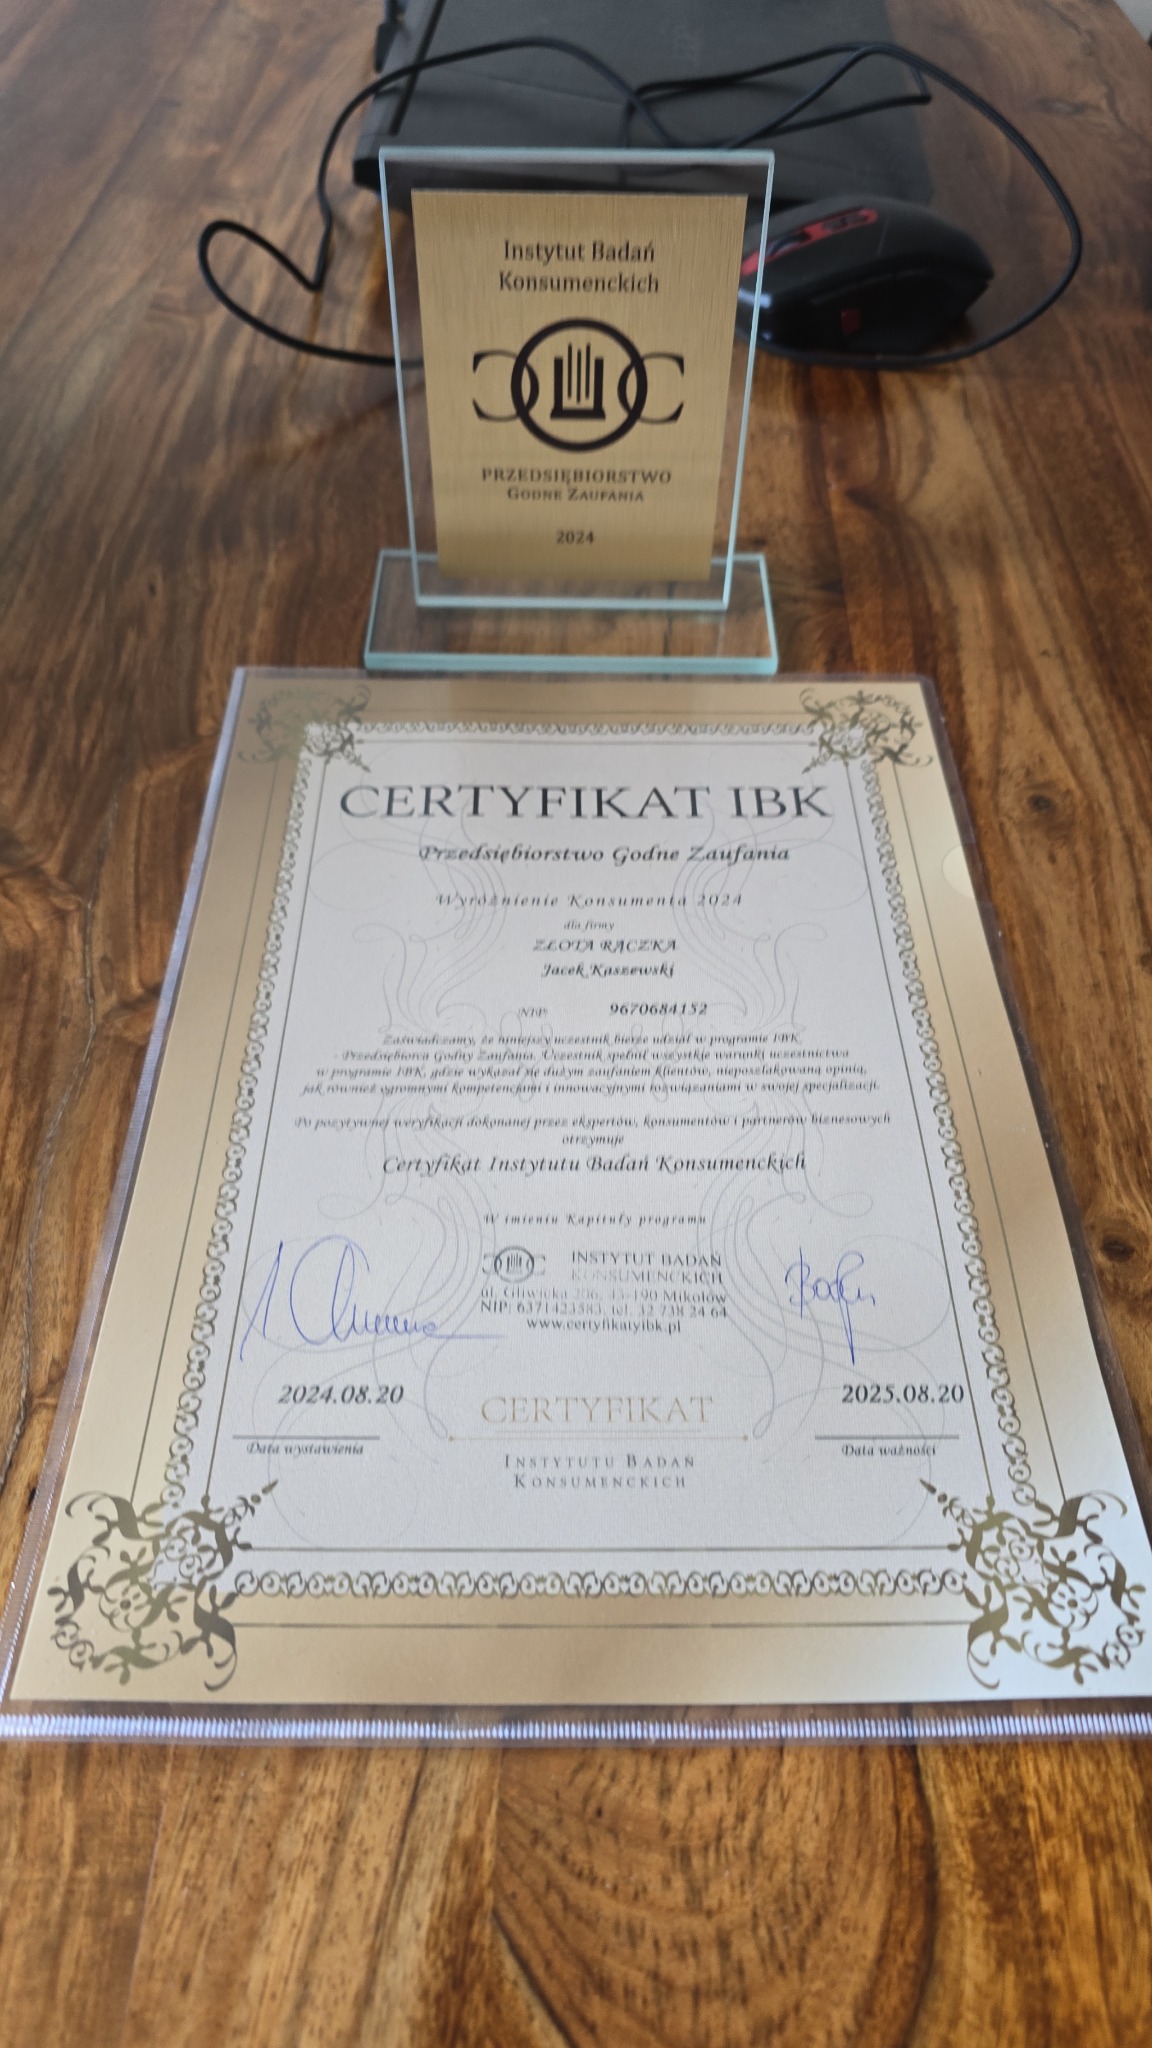 Instytut Badań
Konsumenckich
PRZEDSIĘBIORSTWO
GODNE ZAUFANIA
2024
CERTYFIKAT IBK
Przedsiębiorstwo Godne Zaufania
Wyróżnienie Konsumenta 2024
dla firmy
ZŁOTA RĄCZKA
Jacek Kaszewski
NIP: 9670684152
Zaświadczamy, że niniejszy uczestnik bierze udział w programie IBK
- Przedsiębiorca Godny Zaufania. Uczestnik spełnił wszystkie warunki uczestnictwa
w programie IBK, gdzie wykazał się dużym zaufaniem klientów, nieposzlakowaną opinią,
jak również ogromnymi kompetencjami i innowacyjnymi rozwiązaniami w swojej specjalizacji.
Po pozytywnej weryfikacji dokonanej przez ekspertów, konsumentów i partnerów biznesowych
otrzymuje
Certyfikat Instytutu Badań Konsumenckich
W imieniu Kapituły programu
INSTYTUT BADAŃ
KONSUMENCKICH
ul. Gliwicka 206, 43-190 Mikołów
NIP: 6371423583, tel. 32 738 24 64
www.certyfikatyibk.pl
2024.08.20
2025.08.20
CERTYFIKAT
Data wystawienia
Data ważności
INSTYTUTU BADAŃ
KONSUMENCKICH